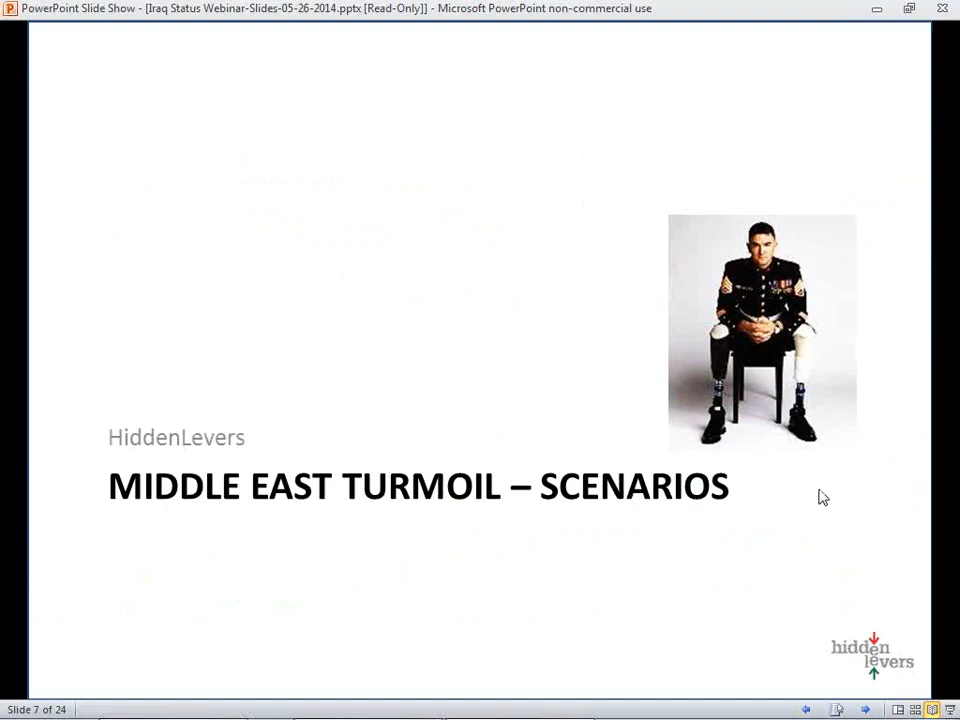 PowerPoint Slide Show - [Iraq Status Webinar-Slides-05-26-2014.pptx [Read-Only]] - Microsoft PowerPoint non-commercial use
HiddenLevers
MIDDLE EAST TURMOIL – SCENARIOS
hidden
levers
Slide 7 of 24